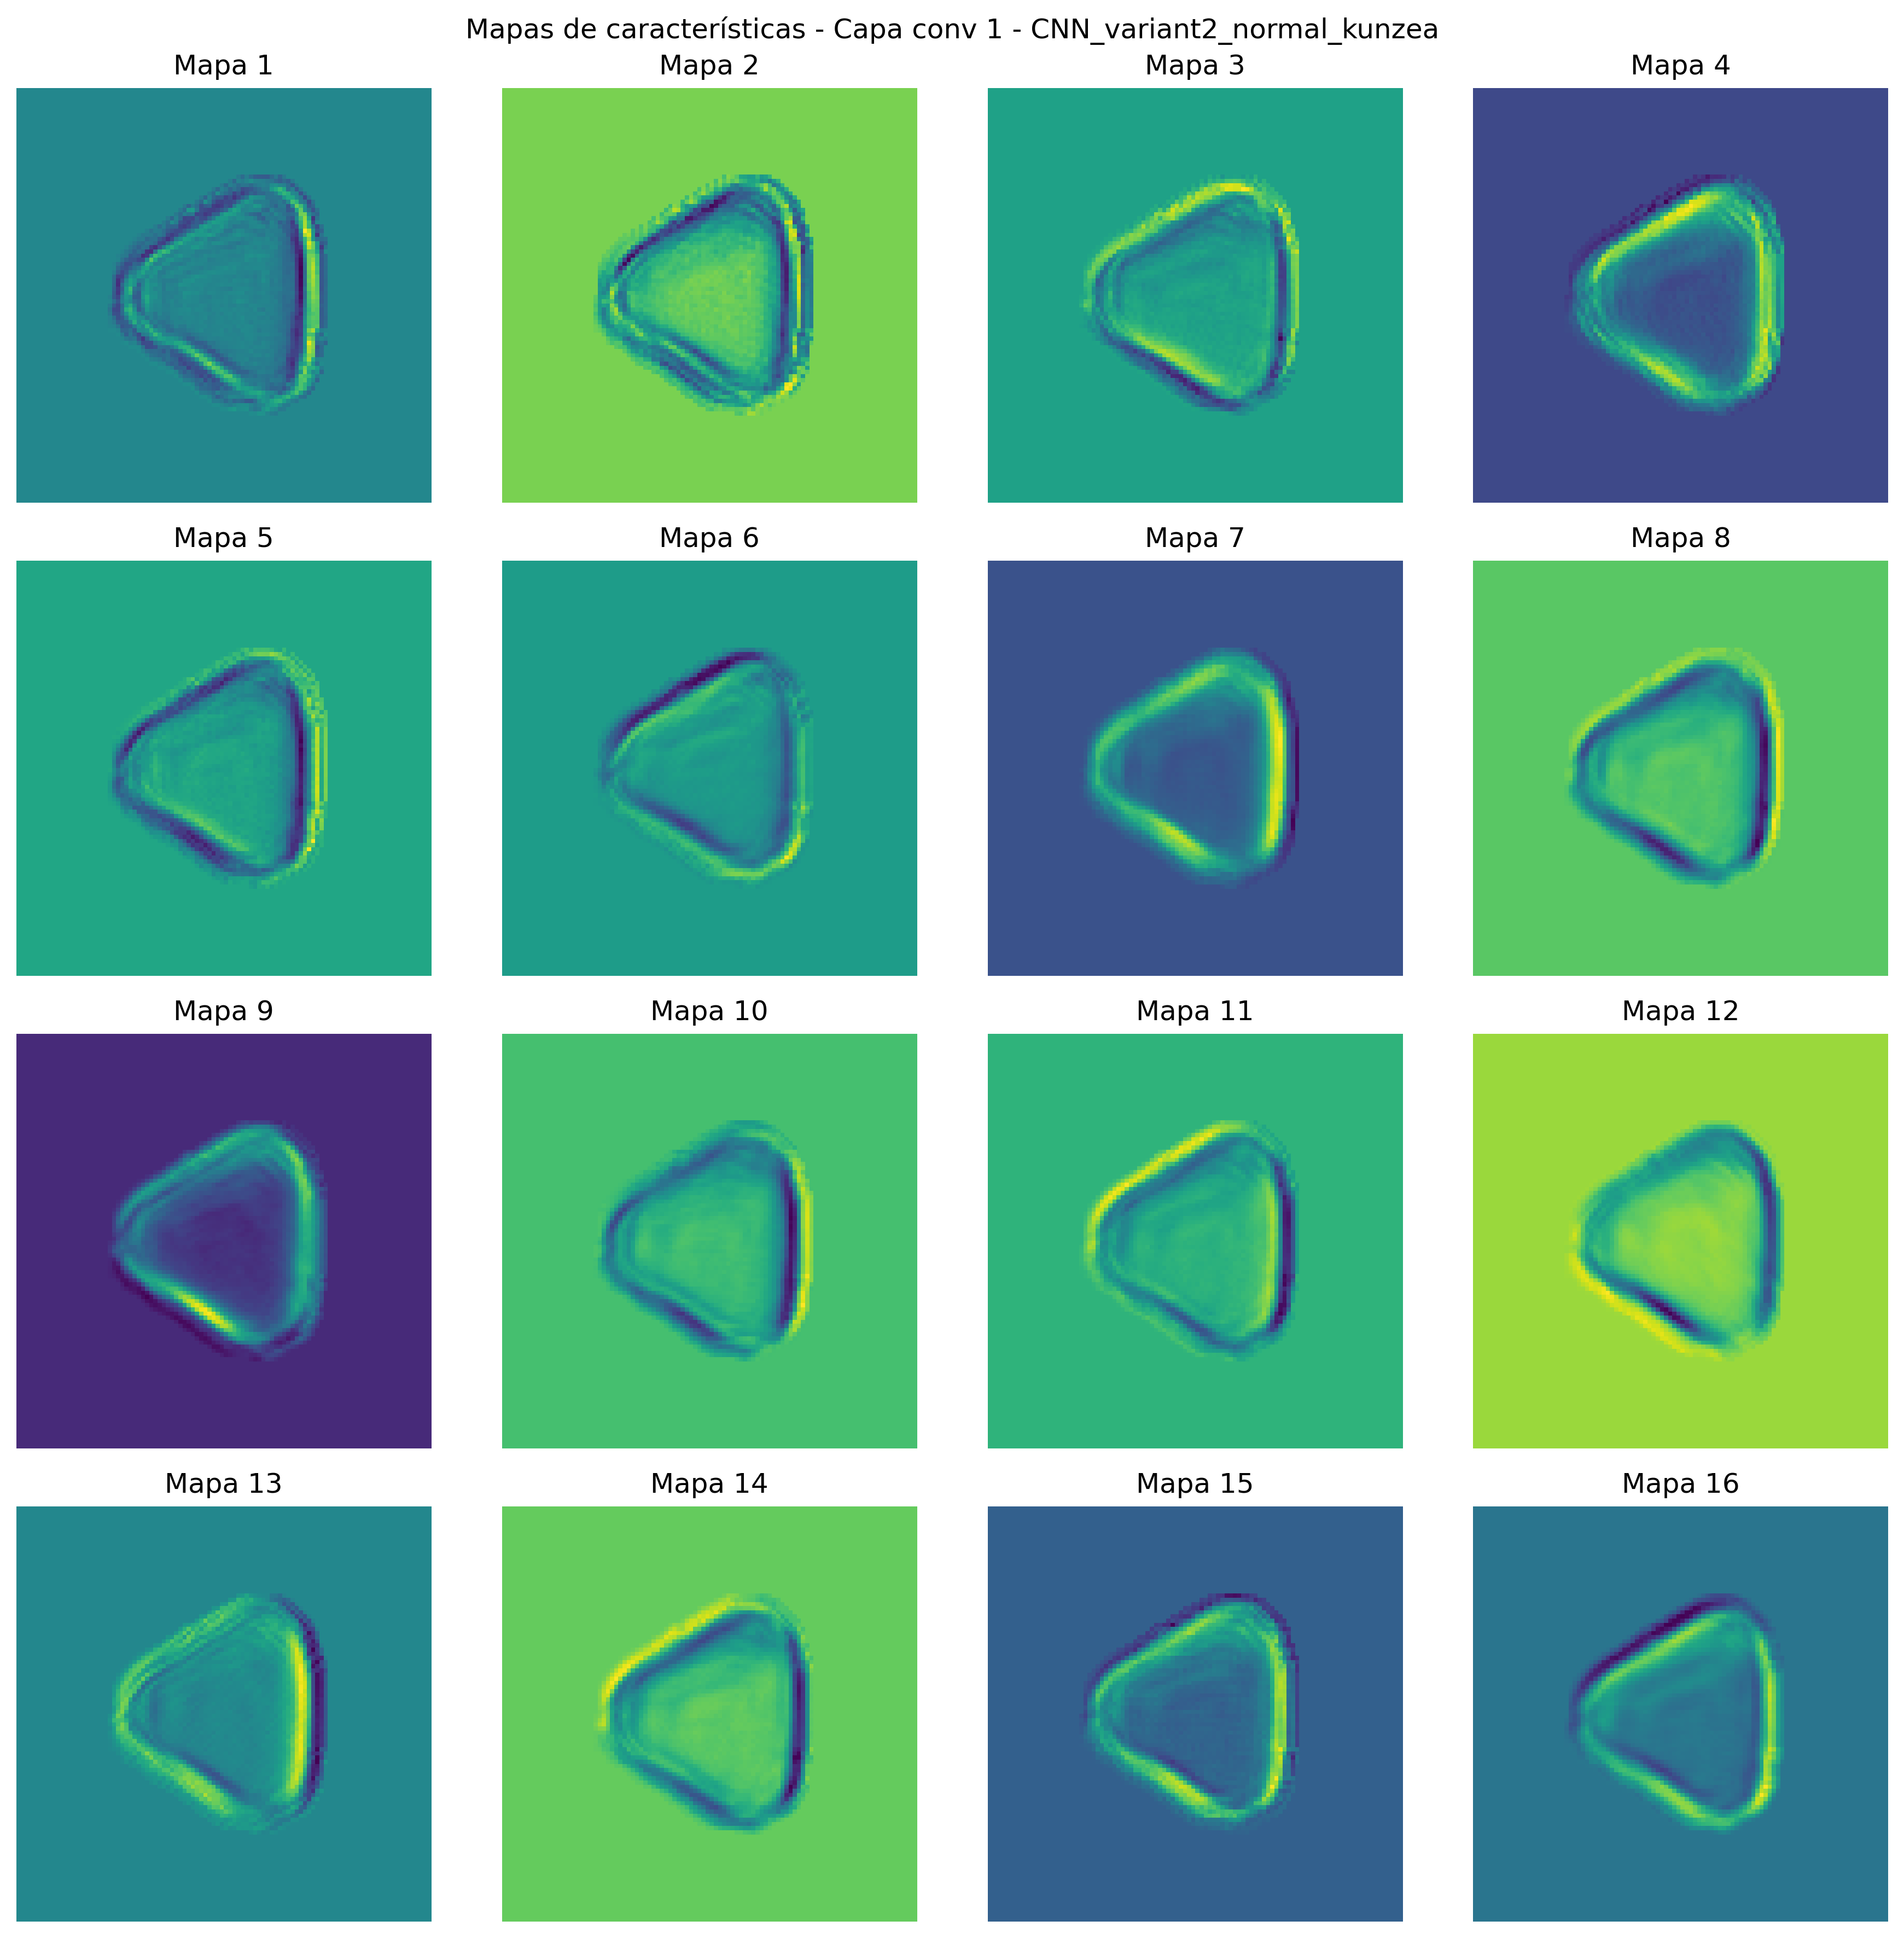 Mapas de características - Capa conv 1 - CNN_variant2_normal_kunzea
Mapa 1
Mapa 2
Mapa 3
Mapa 4
Mapa 5
Mapa 6
Mapa 7
Mapa 8
Mapa 9
Mapa 10
Mapa 11
Mapa 12
Mapa 13
Mapa 14
Mapa 15
Mapa 16